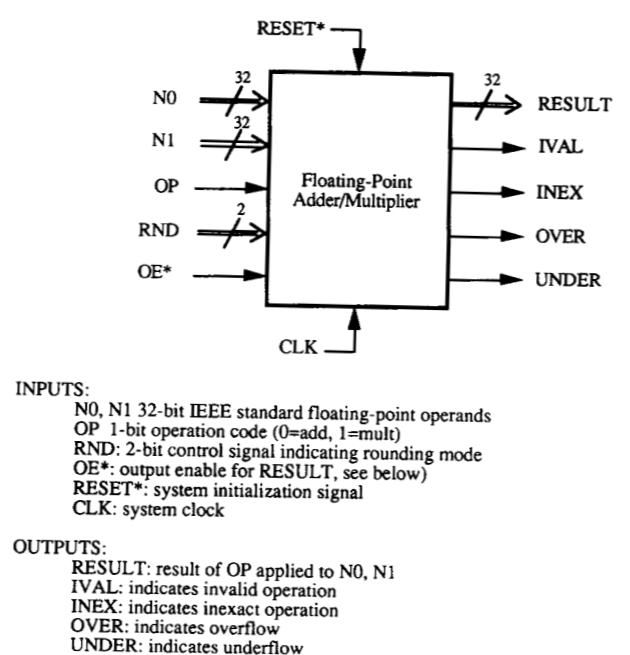 RESET*
32
32
N0
RESULT
32
N1
IVAL
OP
Floating-Point
Adder/Multiplier
INEX
2
RND
OVER
OE*
UNDER
CLK
INPUTS:
N0, N1 32-bit IEEE standard floating-point operands
OP 1-bit operation code (0=add, 1=mult)
RND: 2-bit control signal indicating rounding mode
OE*: output enable for RESULT, see below)
RESET*: system initialization signal
CLK: system clock
OUTPUTS:
RESULT: result of OP applied to N0, N1
IVAL: indicates invalid operation
INEX: indicates inexact operation
OVER: indicates overflow
UNDER: indicates underflow